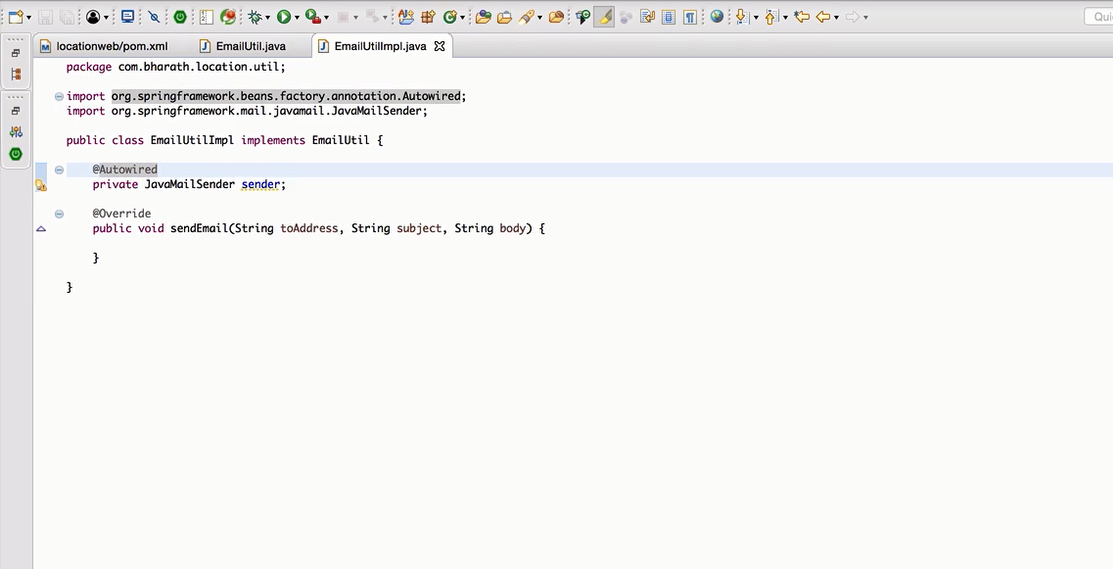 Qui
locationweb/pom.xml EmailUtil.java EmailUtilImpl.java
package com.bharath.location.util;
import org.springframework.beans.factory.annotation.Autowired;
import org.springframework.mail.javamail.JavaMailSender;
public class EmailUtilImpl implements EmailUtil {
@Autowired
private JavaMailSender sender;
@Override
public void sendEmail(String toAddress, String subject, String body) {
}
}